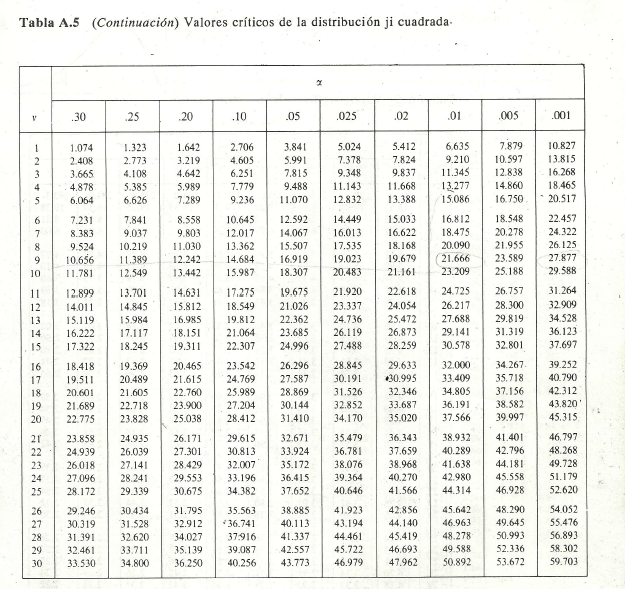 Tabla A.5 (Continuación) Valores críticos de la distribución ji cuadrada.
α
v .30 .25 .20 .10 .05 .025 .02 .01 .005 .001
1 1.074 1.323 1.642 2.706 3.841 5.024 5.412 6.635 7.879 10.827
2 2.408 2.773 3.219 4.605 5.991 7.378 7.824 9.210 10.597 13.815
3 3.665 4.108 4.642 6.251 7.815 9.348 9.837 11.345 12.838 16.268
4 4.878 5.385 5.989 7.779 9.488 11.143 11.668 13.277 14.860 18.465
5 6.064 6.626 7.289 9.236 11.070 12.832 13.388 15.086 16.750 20.517
6 7.231 7.841 8.558 10.645 12.592 14.449 15.033 16.812 18.548 22.457
7 8.383 9.037 9.803 12.017 14.067 16.013 16.622 18.475 20.278 24.322
8 9.524 10.219 11.030 13.362 15.507 17.535 18.168 20.090 21.955 26.125
9 10.656 11.389 12.242 14.684 16.919 19.023 19.679 21.666 23.589 27.877
10 11.781 12.549 13.442 15.987 18.307 20.483 21.161 23.209 25.188 29.588
11 12.899 13.701 14.631 17.275 19.675 21.920 22.618 24.725 26.757 31.264
12 14.011 14.845 15.812 18.549 21.026 23.337 24.054 26.217 28.300 32.909
13 15.119 15.984 16.985 19.812 22.362 24.736 25.472 27.688 29.819 34.528
14 16.222 17.117 18.151 21.064 23.685 26.119 26.873 29.141 31.319 36.123
15 17.322 18.245 19.311 22.307 24.996 27.488 28.259 30.578 32.801 37.697
16 18.418 19.369 20.465 23.542 26.296 28.845 29.633 32.000 34.267 39.252
17 19.511 20.489 21.615 24.769 27.587 30.191 30.995 33.409 35.718 40.790
18 20.601 21.605 22.760 25.989 28.869 31.526 32.346 34.805 37.156 42.312
19 21.689 22.718 23.900 27.204 30.144 32.852 33.687 36.191 38.582 43.820
20 22.775 23.828 25.038 28.412 31.410 34.170 35.020 37.566 39.997 45.315
21 23.858 24.935 26.171 29.615 32.671 35.479 36.343 38.932 41.401 46.797
22 24.939 26.039 27.301 30.813 33.924 36.781 37.659 40.289 42.796 48.268
23 26.018 27.141 28.429 32.007 35.172 38.076 38.968 41.638 44.181 49.728
24 27.096 28.241 29.553 33.196 36.415 39.364 40.270 42.980 45.558 51.179
25 28.172 29.339 30.675 34.382 37.652 40.646 41.566 44.314 46.928 52.620
26 29.246 30.434 31.795 35.563 38.885 41.923 42.856 45.642 48.290 54.052
27 30.319 31.528 32.912 36.741 40.113 43.194 44.140 46.963 49.645 55.476
28 31.391 32.620 34.027 37.916 41.337 44.461 45.419 48.278 50.993 56.893
29 32.461 33.711 35.139 39.087 42.557 45.722 46.693 49.588 52.336 58.302
30 33.530 34.800 36.250 40.256 43.773 46.979 47.962 50.892 53.672 59.703